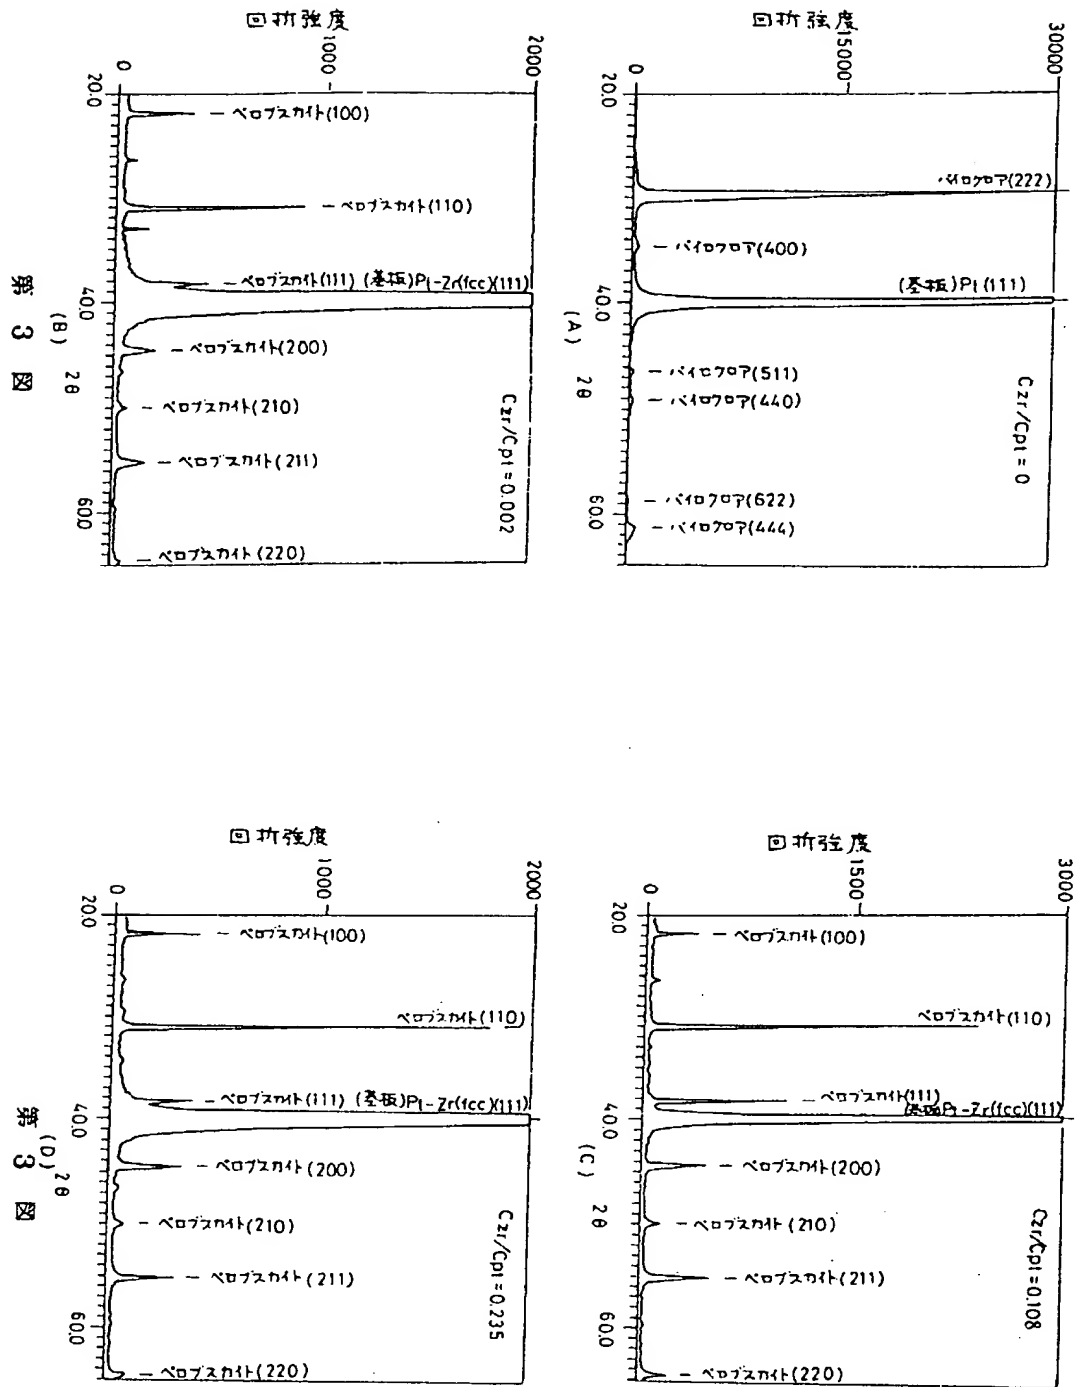 回折強度
30000
15000
0
20.0
40.0
60.0
パイロクロア(222)
パイロクロア(400)
(基板)Pt(111)
パイロクロア(511)
パイロクロア(440)
パイロクロア(622)
パイロクロア(444)
Czr/Cpt=0
2θ
(A)
回折強度
2000
1000
0
20.0
40.0
60.0
ペロブスカイト(100)
ペロブスカイト(110)
ペロブスカイト(111) (基板)Pt-Zr(fcc)(111)
ペロブスカイト(200)
ペロブスカイト(210)
ペロブスカイト(211)
ペロブスカイト(220)
Czr/Cpt=0.002
2θ
(B)
第 3 図
回折強度
3000
1500
0
20.0
40.0
60.0
ペロブスカイト(100)
ペロブスカイト(110)
ペロブスカイト(111)
(基板)Pt-Zr(fcc)(111)
ペロブスカイト(200)
ペロブスカイト(210)
ペロブスカイト(211)
ペロブスカイト(220)
Czr/Cpt=0.108
2θ
(C)
回折強度
2000
1000
0
20.0
40.0
60.0
ペロブスカイト(100)
ペロブスカイト(110)
ペロブスカイト(111) (基板)Pt-Zr(fcc)(111)
ペロブスカイト(200)
ペロブスカイト(210)
ペロブスカイト(211)
ペロブスカイト(220)
Czr/Cpt=0.235
2θ
(D)
第 3 図